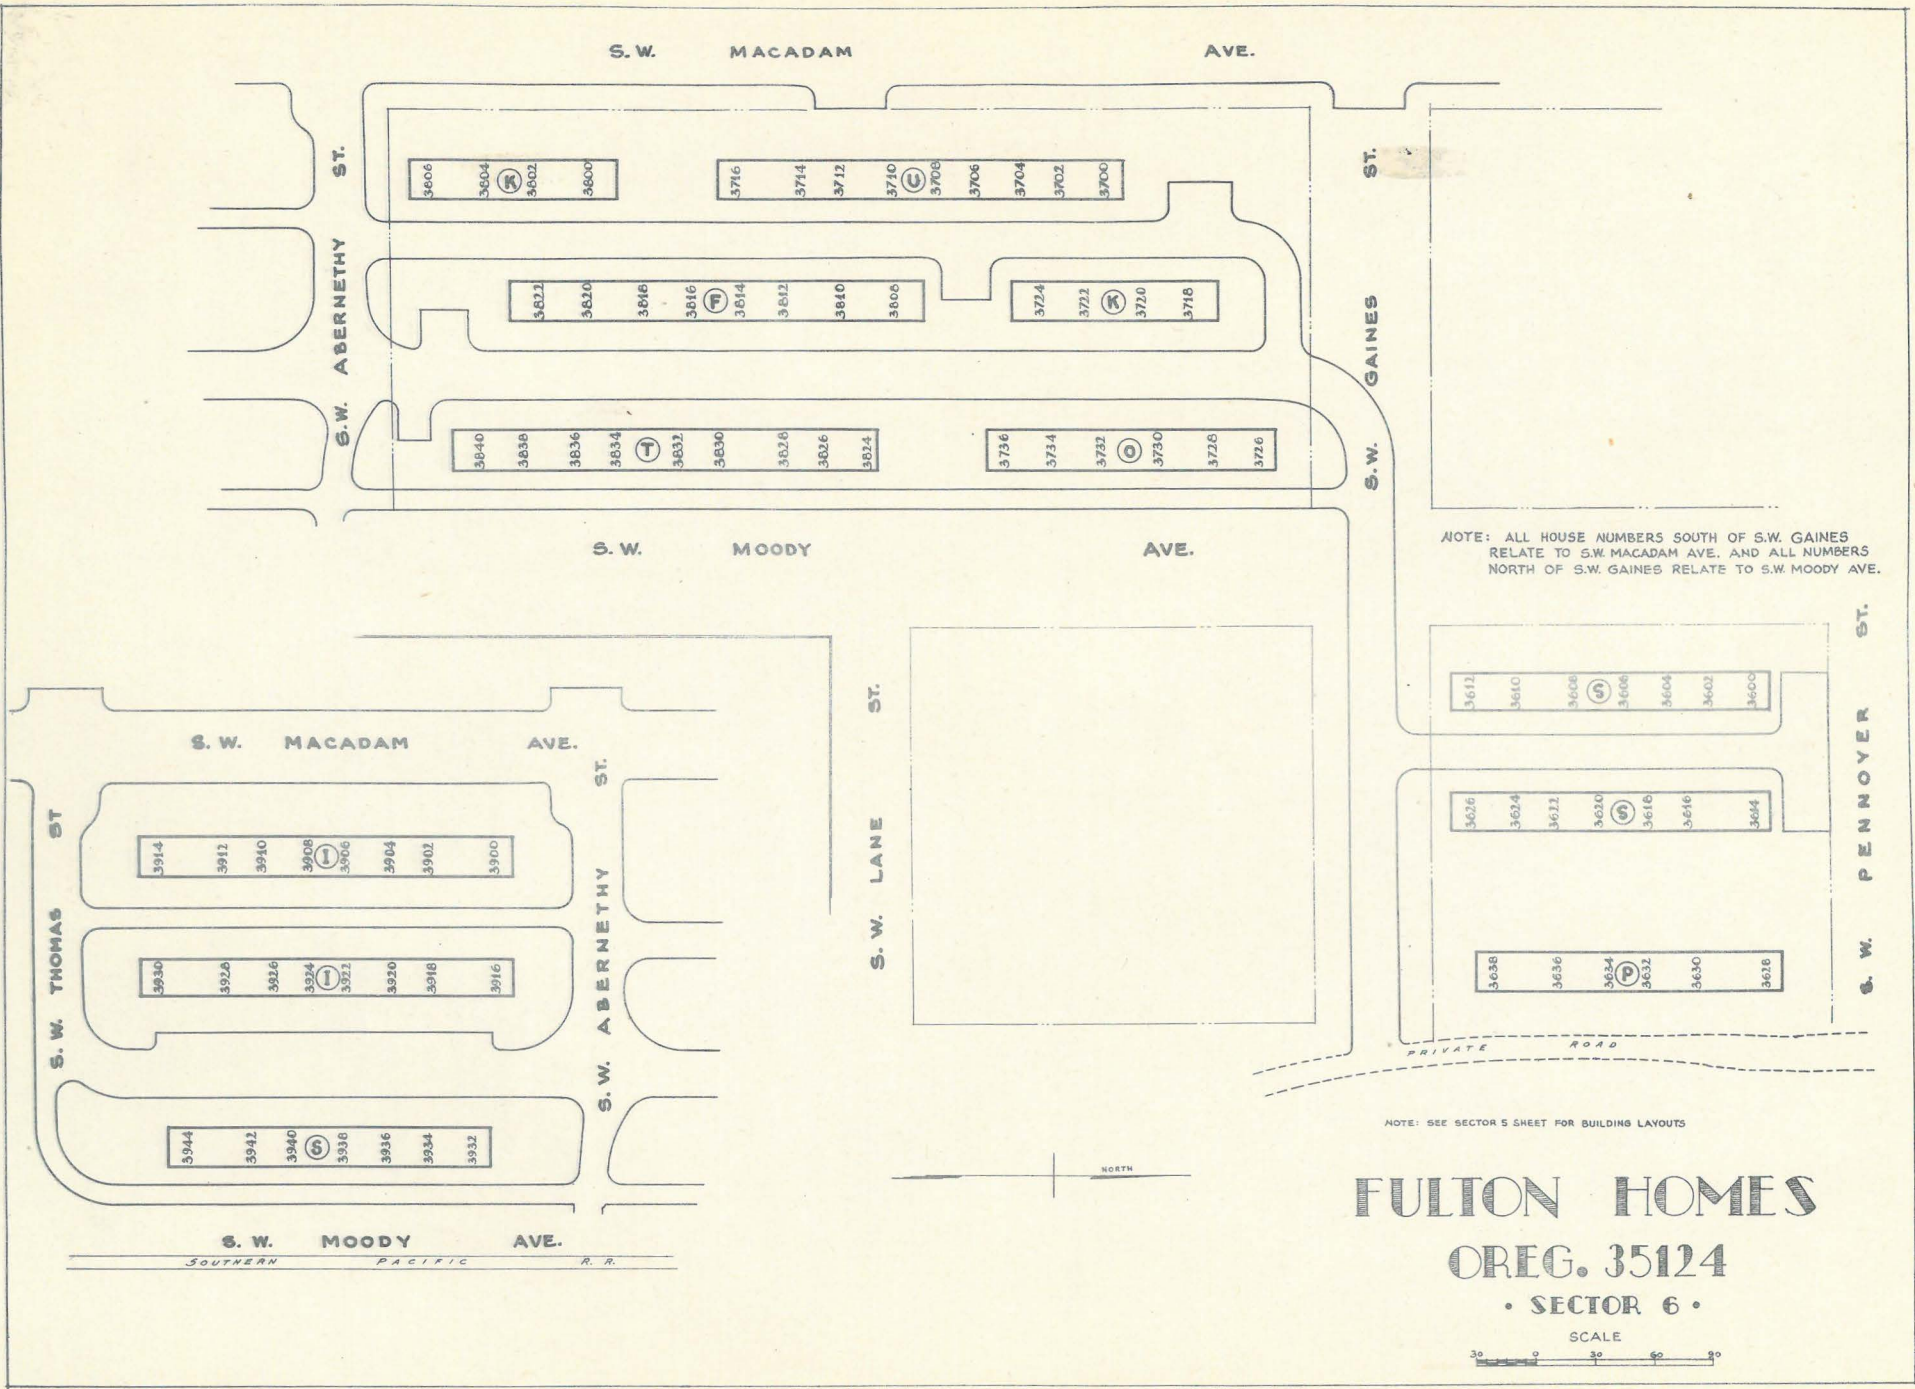 S.W. MACADAM AVE.
3806 3804 K 3802 3800
3716 3714 3712 3710 U 3708 3706 3704 3702 3700
S.W. ABERNETHY ST.
S.W. GAINES ST.
3822 3820 3818 3816 F 3814 3812 3810 3808
3724 3722 K 3720 3718
3840 3838 3836 3834 T 3832 3830 3828 3826 3824
3736 3734 3732 O 3730 3728 3726
S.W. MOODY AVE.
NOTE: ALL HOUSE NUMBERS SOUTH OF S.W. GAINES
RELATE TO S.W. MACADAM AVE. AND ALL NUMBERS
NORTH OF S.W. GAINES RELATE TO S.W. MOODY AVE.
S.W. MACADAM AVE.
S.W. THOMAS ST
S.W. ABERNETHY ST.
S.W. LANE ST.
S.W. PENNOYER ST.
3612 3610 3608 S 3606 3604 3602 3600
3626 3624 3622 3620 S 3618 3616 3614
3914 3912 3910 3908 I 3906 3904 3902 3900
3930 3928 3926 3924 I 3922 3920 3918 3916
3638 3636 3634 P 3632 3630 3628
PRIVATE ROAD
3944 3942 3940 S 3938 3936 3934 3932
S.W. MOODY AVE.
SOUTHERN PACIFIC R. R.
NORTH
NOTE: SEE SECTOR 5 SHEET FOR BUILDING LAYOUTS
FULTON HOMES
OREG. 35124
• SECTOR 6 •
SCALE
30 0 30 60 90